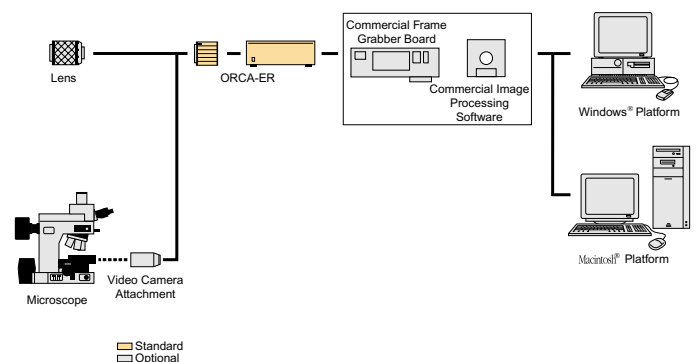 Lens
ORCA-ER
Commercial Frame
Grabber Board
Commercial Image
Processing
Software
Windows® Platform
Macintosh® Platform
Microscope
Video Camera
Attachment
Standard
Optional